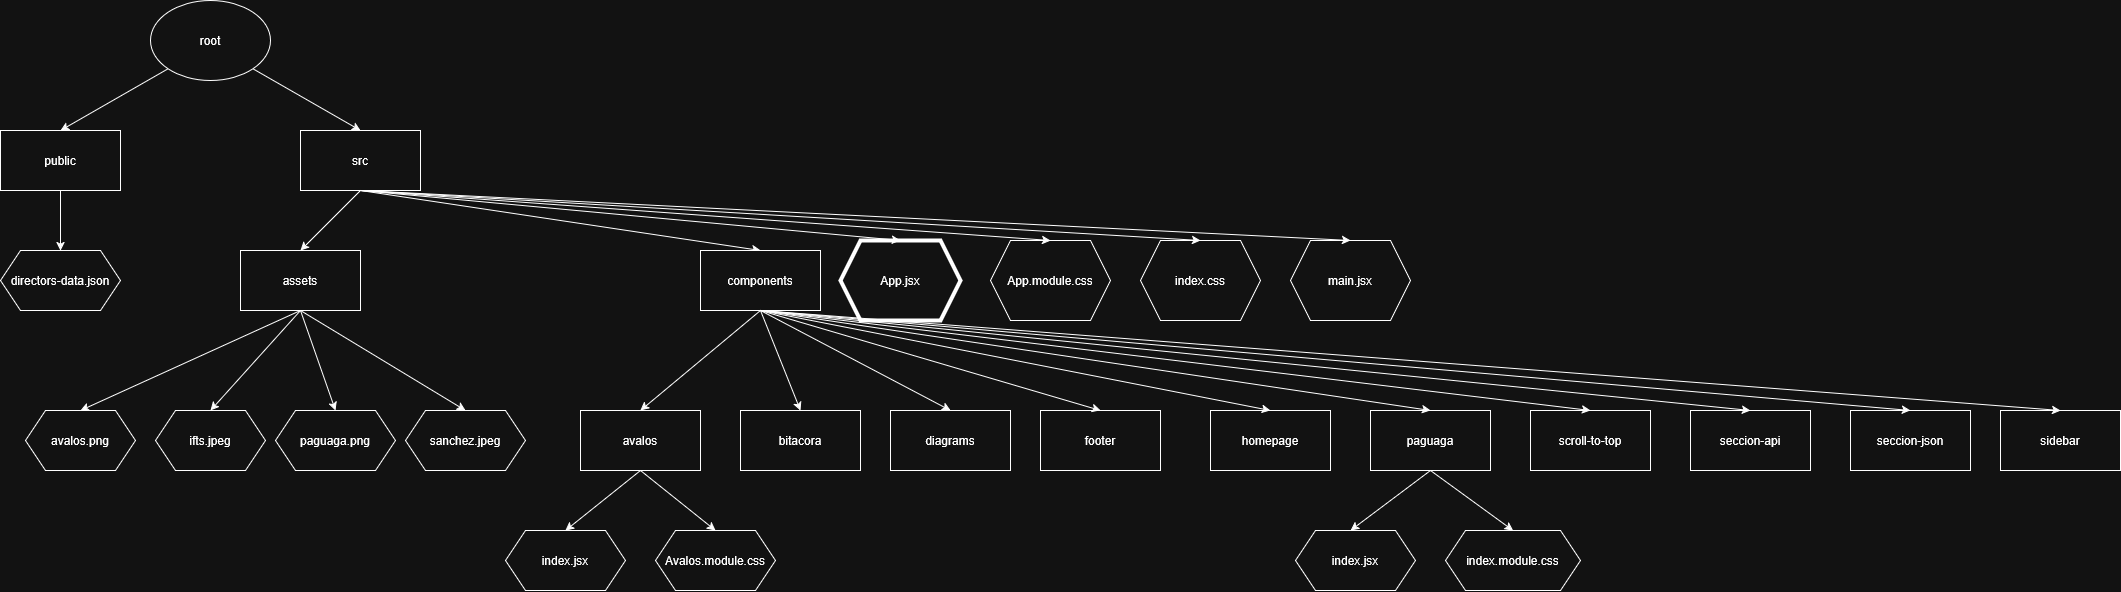 root
public
src
directors-data.json
assets
components
App.jsx
App.module.css
index.css
main.jsx
avalos.png
ifts.jpeg
paguaga.png
sanchez.jpeg
avalos
bitacora
diagrams
footer
homepage
paguaga
scroll-to-top
seccion-api
seccion-json
sidebar
index.jsx
Avalos.module.css
index.jsx
index.module.css